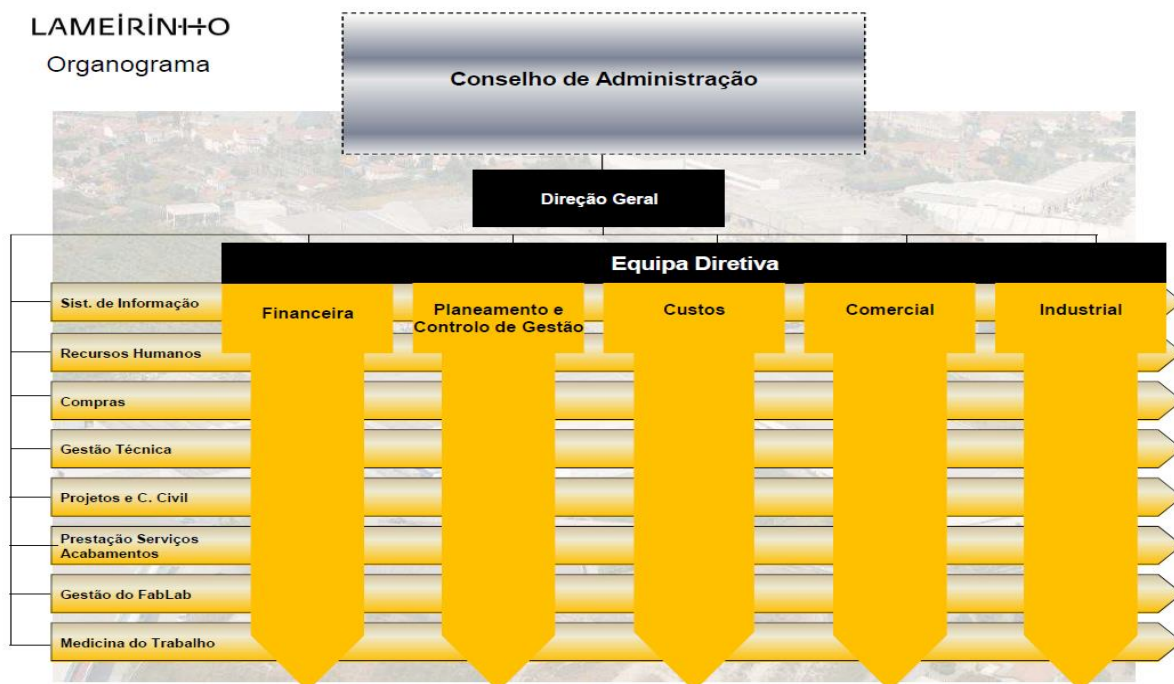 LAMEIRINHO
Organograma
Conselho de Administração
Direção Geral
Equipa Diretiva
Financeira
Planeamento e
Controlo de Gestão
Custos
Comercial
Industrial
Sist. de Informação
Recursos Humanos
Compras
Gestão Técnica
Projetos e C. Civil
Prestação Serviços
Acabamentos
Gestão do FabLab
Medicina do Trabalho